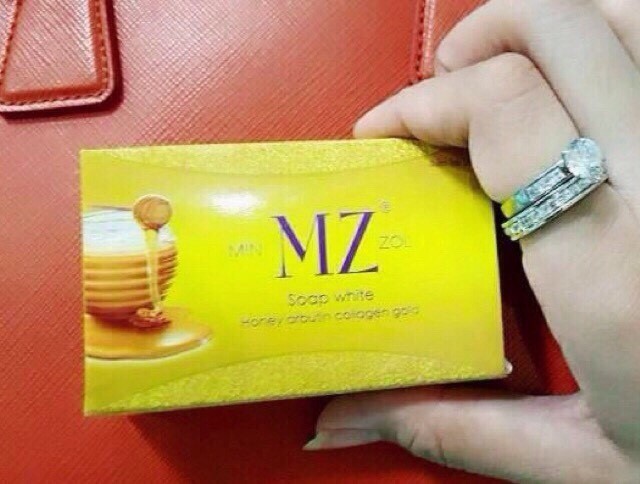 MIN MZ® ZOL
Soap white
Honey arbutin collagen gold